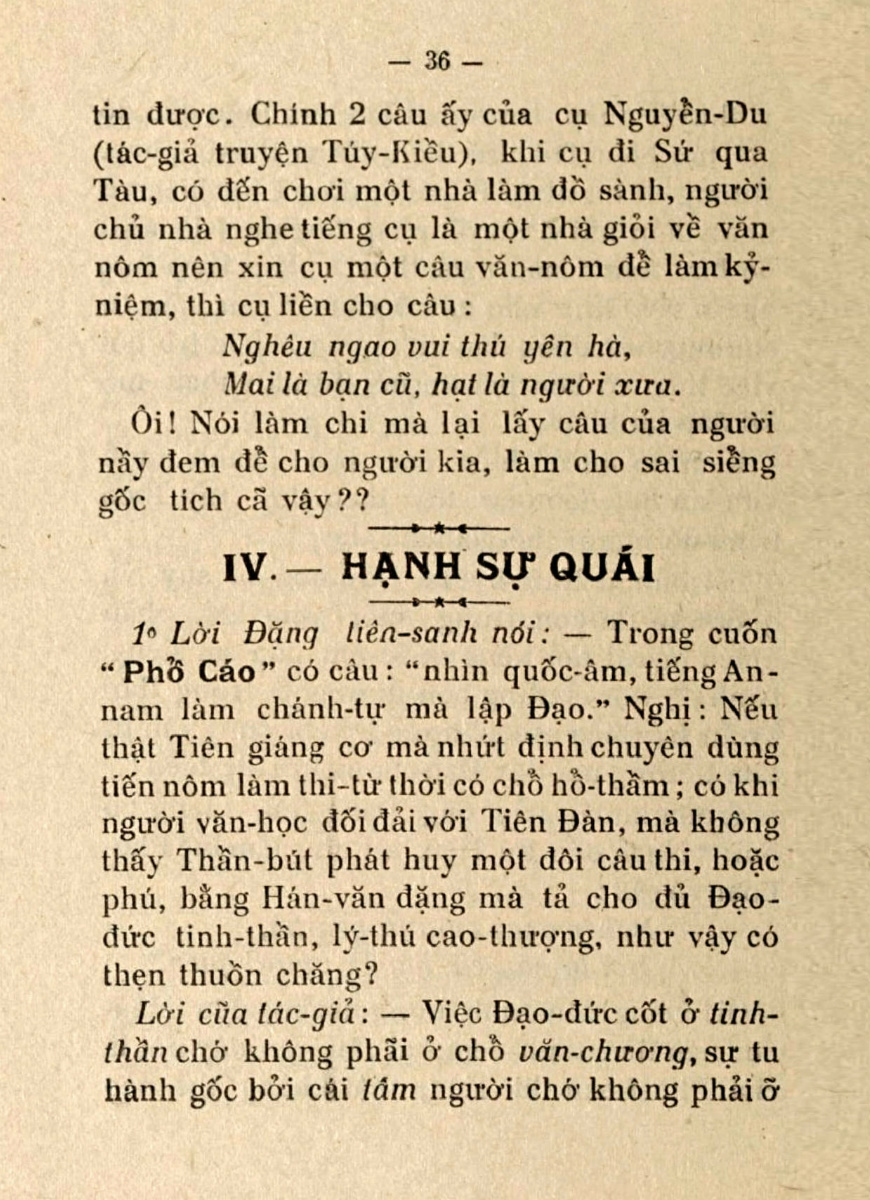 — 36 —
tin được. Chính 2 câu ấy của cụ Nguyễn-Du
(tác-giả truyện Túy-Kiều), khi cụ đi Sứ qua
Tàu, có đến chơi một nhà làm đồ sành, người
chủ nhà nghe tiếng cụ là một nhà giỏi về văn
nôm nên xin cụ một câu văn-nôm để làm kỷ-
niệm, thì cụ liền cho câu :
Nghêu ngao vui thú yên hà,
Mai là bạn cũ, hạt là người xưa.
Ôi! Nói làm chi mà lại lấy câu của người
nầy đem để cho người kia, làm cho sai siểng
gốc tích cã vậy??
IV. — HẠNH SỰ QUÁI
1º Lời Đặng tiên-sanh nói : — Trong cuốn
“ Phổ Cáo ” có câu : “nhìn quốc-âm, tiếng An-
nam làm chánh-tự mà lập Đạo.” Nghị : Nếu
thật Tiên giáng cơ mà nhứt định chuyên dùng
tiến nôm làm thi-từ thời có chỗ hồ-thầm ; có khi
người văn-học đối đải với Tiên Đàn, mà không
thấy Thần-bút phát huy một đôi câu thi, hoặc
phú, bằng Hán-văn dặng mà tả cho đủ Đạo-
đức tinh-thần, lý-thú cao-thượng, như vậy có
thẹn thuồn chăng?
Lời cũa tác-giả : — Việc Đạo-đức cốt ở tinh-
thần chớ không phãi ở chỗ văn-chương, sự tu
hành gốc bởi cái tâm người chớ không phải ỡ